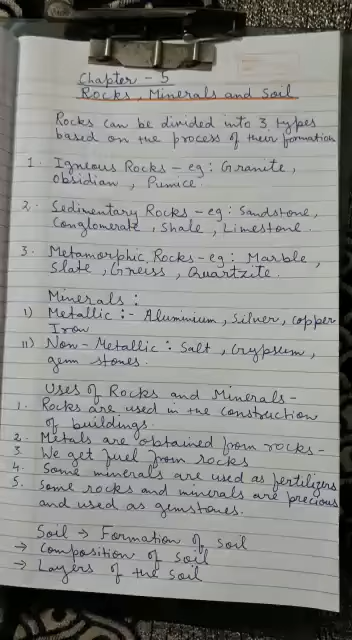 Chapter - 5
Rocks, Minerals and Soil
Rocks can be divided into 3 types
based on the process of their formation
1. Igneous Rocks - eg: Granite,
Obsidian, Pumice.
2. Sedimentary Rocks - eg: Sandstone,
Conglomerate, Shale, Limestone.
3. Metamorphic Rocks - eg: Marble,
Slate, Gneiss, Quartzite.
Minerals :
i) Metallic :- Aluminium, Silver, copper
Iron
ii) Non-Metallic : Salt, Gypsum,
gem stones.
Uses of Rocks and Minerals -
1. Rocks are used in the construction
of buildings.
2. Metals are obtained from rocks -
3. We get fuel from rocks
4. Some minerals are used as fertilizers
5. Some rocks and minerals are precious
and used as gemstones.
Soil → Formation of soil
→ Composition of soil
→ Layers of the soil